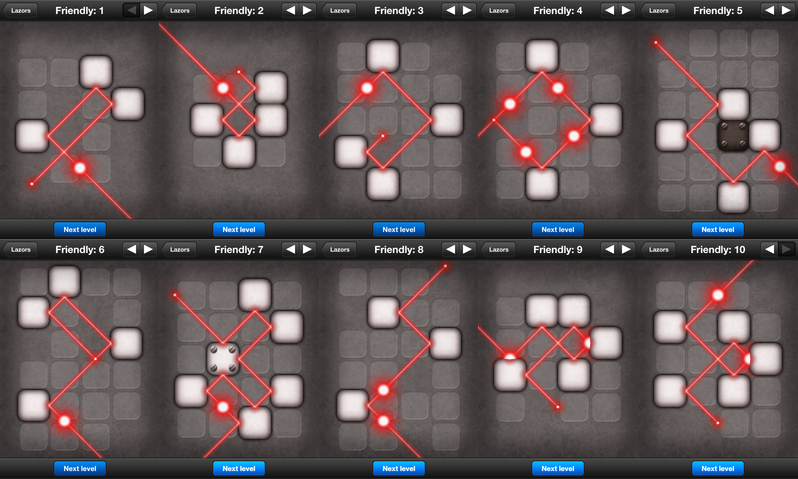 Lazors Friendly: 1
Lazors Friendly: 2
Lazors Friendly: 3
Lazors Friendly: 4
Lazors Friendly: 5
Next level
Next level
Next level
Next level
Next level
Lazors Friendly: 6
Lazors Friendly: 7
Lazors Friendly: 8
Lazors Friendly: 9
Lazors Friendly: 10
Next level
Next level
Next level
Next level
Next level